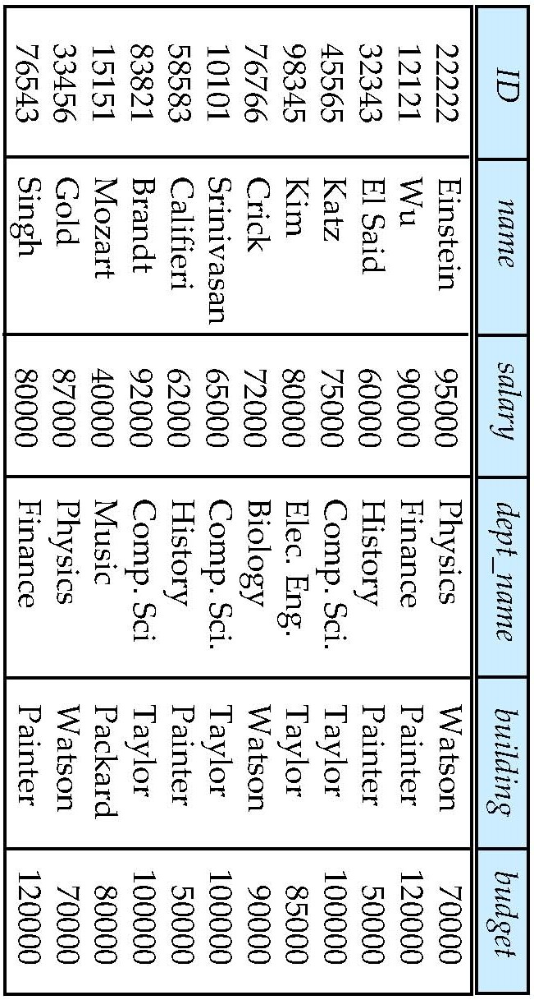 ID name salary dept_name building budget
22222 Einstein 95000 Physics Watson 70000
12121 Wu 90000 Finance Painter 120000
32343 El Said 60000 History Painter 50000
45565 Katz 75000 Comp. Sci. Taylor 100000
98345 Kim 80000 Elec. Eng. Taylor 85000
76766 Crick 72000 Biology Watson 90000
10101 Srinivasan 65000 Comp. Sci. Taylor 100000
58583 Califieri 62000 History Painter 50000
83821 Brandt 92000 Comp. Sci Taylor 100000
15151 Mozart 40000 Music Packard 80000
33456 Gold 87000 Physics Watson 70000
76543 Singh 80000 Finance Painter 120000